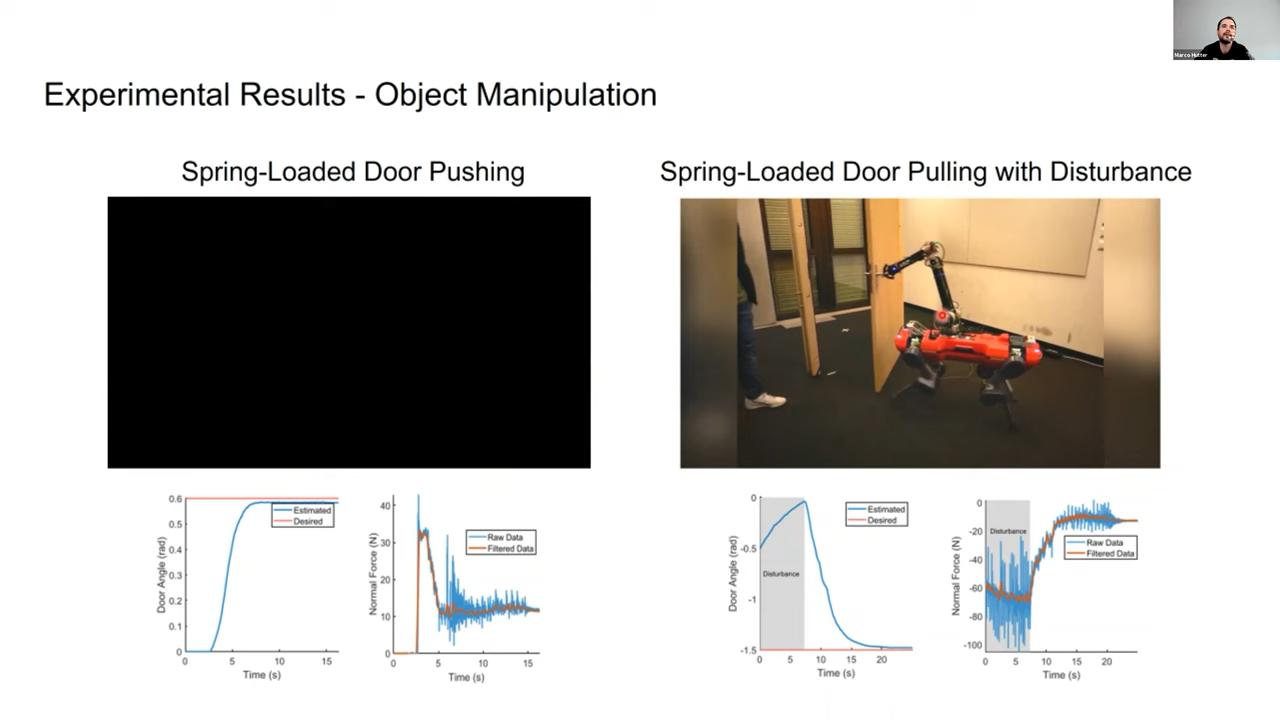 Marco Hutter
Experimental Results - Object Manipulation
Spring-Loaded Door Pushing
Spring-Loaded Door Pulling with Disturbance
0.6
0.5
0.4
0.3
0.2
0.1
0
Door Angle (rad)
0 5 10 15
Time (s)
Estimated
Desired
40
30
20
10
0
Normal Force (N)
0 5 10 15
Time (s)
Raw Data
Filtered Data
0
-0.5
-1
-1.5
Door Angle (rad)
0 5 10 15 20
Time (s)
Disturbance
Estimated
Desired
0
-20
-40
-60
-80
-100
Normal Force (N)
0 5 10 15 20
Time (s)
Disturbance
Raw Data
Filtered Data